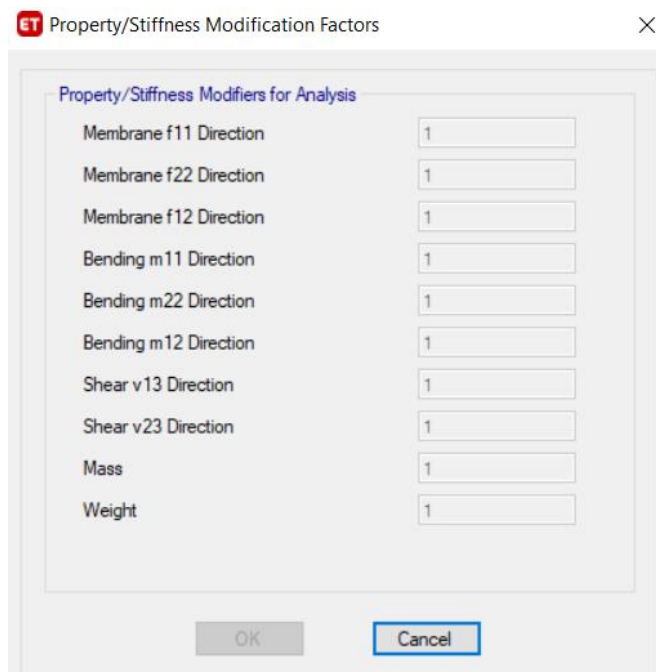 ET Property/Stiffness Modification Factors
Property/Stiffness Modifiers for Analysis
Membrane f11 Direction 1
Membrane f22 Direction 1
Membrane f12 Direction 1
Bending m11 Direction 1
Bending m22 Direction 1
Bending m12 Direction 1
Shear v13 Direction 1
Shear v23 Direction 1
Mass 1
Weight 1
OK Cancel